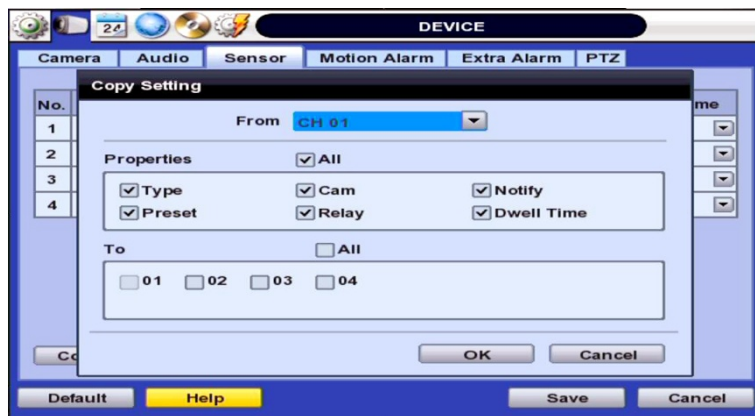 24
DEVICE
Camera Audio Sensor Motion Alarm Extra Alarm PTZ
Copy Setting
No. me
From CH 01
1
2
3
4
Properties All
Type Cam Notify
Preset Relay Dwell Time
To All
01 02 03 04
Co
OK Cancel
Default Help Save Cancel